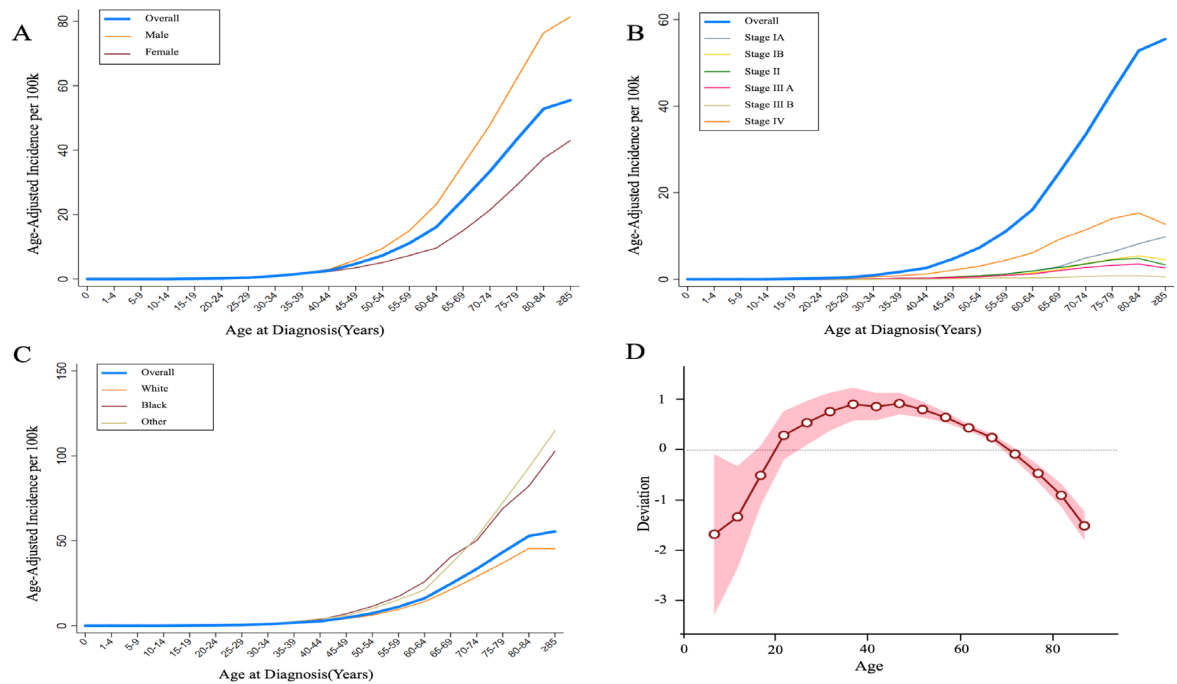 A
Overall
Male
Female
80
60
40
20
0
Age-Adjusted Incidence per 100k
0 1-4 5-9 10-14 15-19 20-24 25-29 30-34 35-39 40-44 45-49 50-54 55-59 60-64 65-69 70-74 75-79 80-84 ≥85
Age at Diagnosis(Years)
B
Overall
Stage IA
Stage IB
Stage II
Stage III A
Stage III B
Stage IV
60
40
20
0
Age-Adjusted Incidence per 100k
0 1-4 5-9 10-14 15-19 20-24 25-29 30-34 35-39 40-44 45-49 50-54 55-59 60-64 65-69 70-74 75-79 80-84 ≥85
Age at Diagnosis(Years)
C
Overall
White
Black
Other
150
100
50
0
Age-Adjusted Incidence per 100k
0 1-4 5-9 10-14 15-19 20-24 25-29 30-34 35-39 40-44 45-49 50-54 55-59 60-64 65-69 70-74 75-79 80-84 ≥85
Age at Diagnosis(Years)
D
1
0
-1
-2
-3
Deviation
0 20 40 60 80
Age